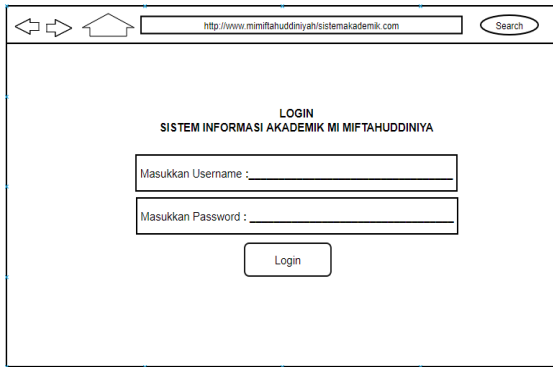 http://www.mimiftahuddiniyah/sistemakademik.com
Search
LOGIN
SISTEM INFORMASI AKADEMIK MI MIFTAHUDDINIYA
Masukkan Username :
Masukkan Password :
Login